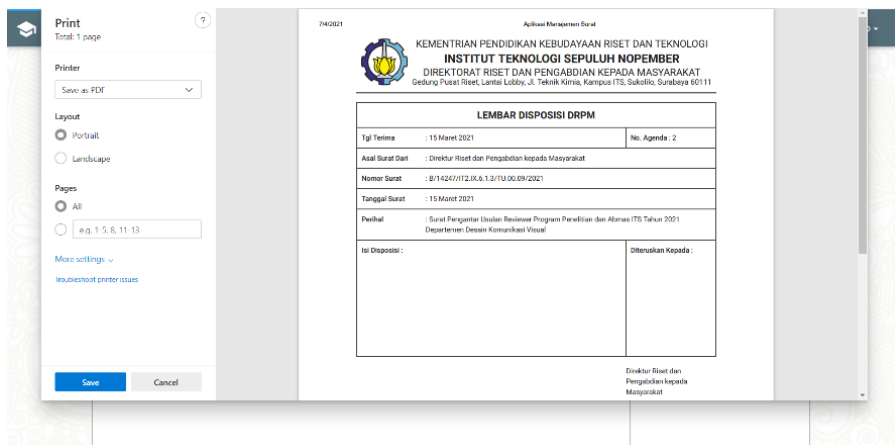 Print
?
Total: 1 page
Printer
Save as PDF
Layout
Portrait
Landscape
Pages
All
e.g. 1-5, 8, 11-13
More settings
Troubleshoot printer issues
Save
Cancel
7/4/2021
Aplikasi Manajemen Surat
KEMENTRIAN PENDIDIKAN KEBUDAYAAN RISET DAN TEKNOLOGI
INSTITUT TEKNOLOGI SEPULUH NOPEMBER
DIREKTORAT RISET DAN PENGABDIAN KEPADA MASYARAKAT
Gedung Pusat Riset, Lantai Lobby, Jl. Teknik Kimia, Kampus ITS, Sukolilo, Surabaya 60111
LEMBAR DISPOSISI DRPM
Tgl Terima : 15 Maret 2021 No. Agenda : 2
Asal Surat Dari : Direktur Riset dan Pengabdian kepada Masyarakat
Nomor Surat : B/14247/IT2.IX.6.1.3/TU.00.09/2021
Tanggal Surat : 15 Maret 2021
Perihal : Surat Pengantar Usulan Reviewer Program Penelitian dan Abmas ITS Tahun 2021
Departemen Desain Komunikasi Visual
Isi Disposisi : Diteruskan Kepada :
Direktur Riset dan
Pengabdian kepada
Masyarakat